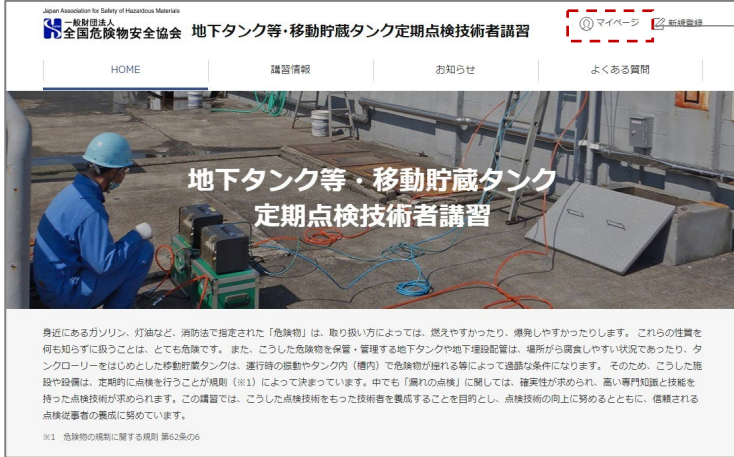 Japan Association for Safety of Hazardous Materials
一般財団法人
全国危険物安全協会 地下タンク等・移動貯蔵タンク定期点検技術者講習
マイページ 新規登録
HOME 講習情報 お知らせ よくある質問
地下タンク等・移動貯蔵タンク
定期点検技術者講習
身近にあるガソリン、灯油など、消防法で指定された「危険物」は、取り扱い方によっては、燃えやすかったり、爆発しやすかったりします。 これらの性質を
何も知らずに扱うことは、とても危険です。 また、こうした危険物を保管・管理する地下タンクや地下埋設配管は、場所から腐食しやすい状況であったり、タ
ンクローリーをはじめとした移動貯蔵タンクは、運行時の振動やタンク内（槽内）で危険物が揺れる等によって過酷な条件になります。 そのため、こうした施
設や設備は、定期的に点検を行うことが規則（※1）によって決まっています。中でも「漏れの点検」に関しては、確実性が求められ、高い専門知識と技能を
持った点検技術が求められます。この講習では、こうした点検技術をもった技術者を養成することを目的とし、点検技術の向上に努めるとともに、信頼される
点検従事者の養成に努めています。
※1 危険物の規制に関する規則 第62条の6